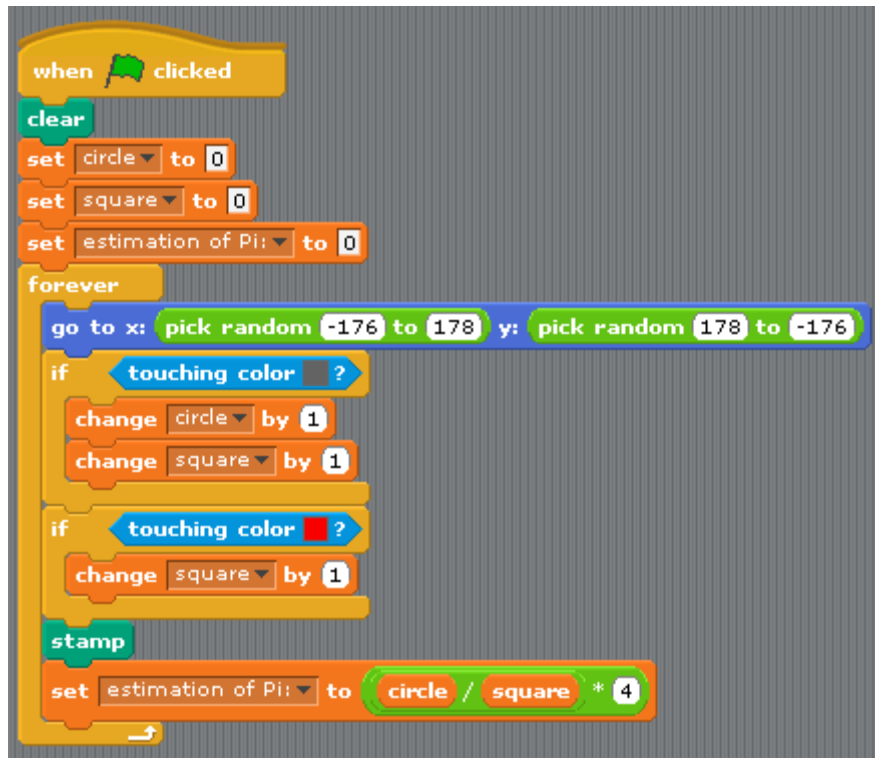 when clicked
clear
set circle to 0
set square to 0
set estimation of Pi: to 0
forever
go to x: pick random -176 to 178 y: pick random 178 to -176
if touching color ?
change circle by 1
change square by 1
if touching color ?
change square by 1
stamp
set estimation of Pi: to circle / square * 4